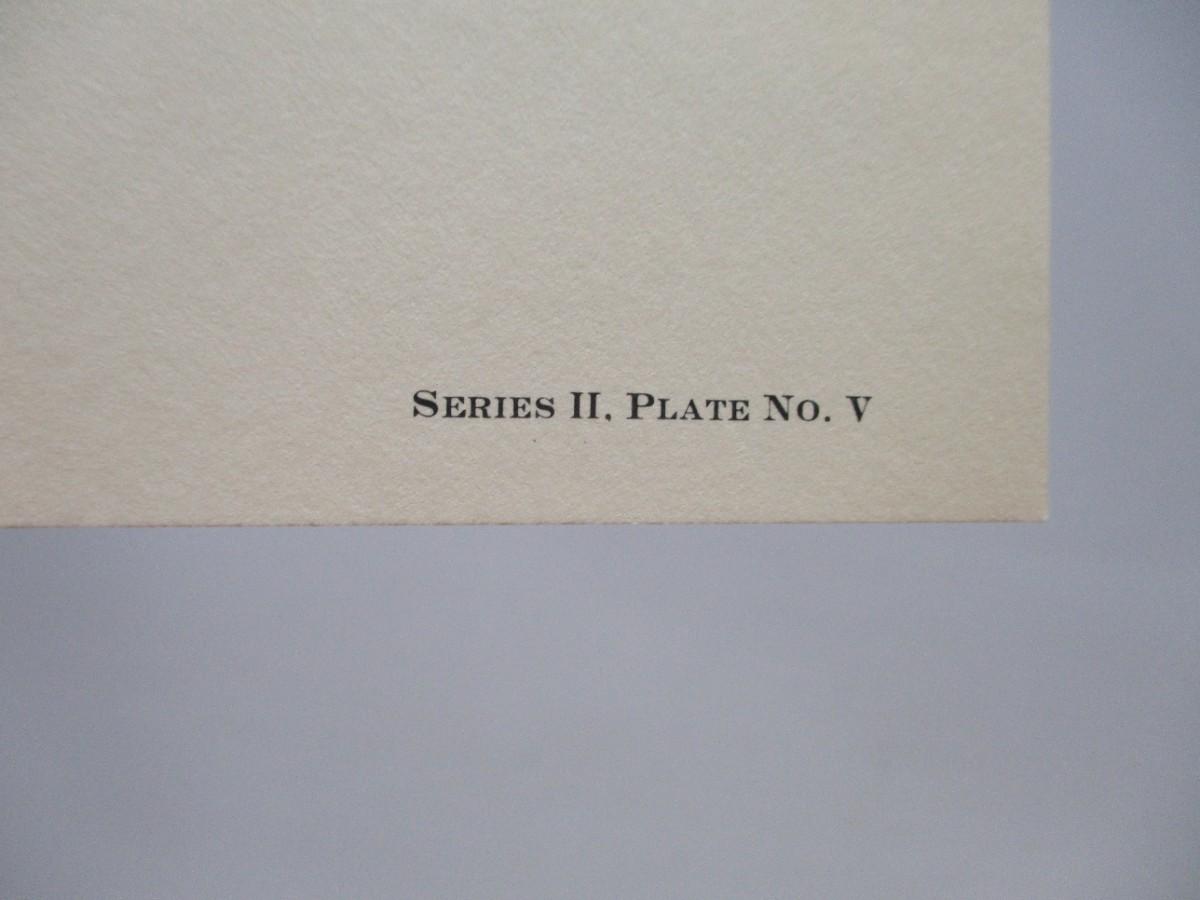 Series II, Plate No. V